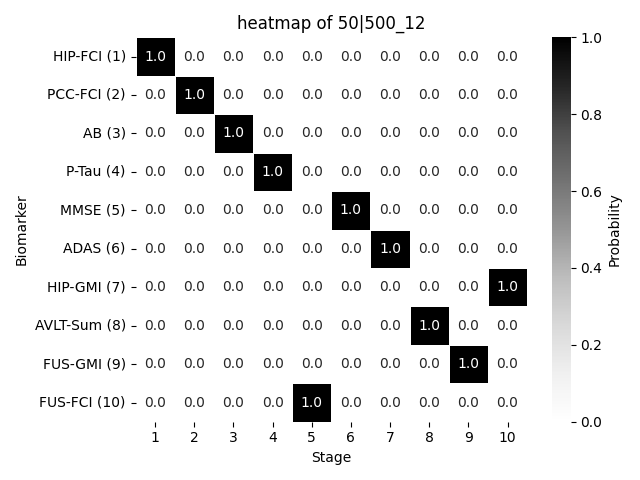 heatmap of 50|500_12
HIP-FCI (1) 1.0 0.0 0.0 0.0 0.0 0.0 0.0 0.0 0.0 0.0
PCC-FCI (2) 0.0 1.0 0.0 0.0 0.0 0.0 0.0 0.0 0.0 0.0
AB (3) 0.0 0.0 1.0 0.0 0.0 0.0 0.0 0.0 0.0 0.0
P-Tau (4) 0.0 0.0 0.0 1.0 0.0 0.0 0.0 0.0 0.0 0.0
MMSE (5) 0.0 0.0 0.0 0.0 0.0 1.0 0.0 0.0 0.0 0.0
ADAS (6) 0.0 0.0 0.0 0.0 0.0 0.0 1.0 0.0 0.0 0.0
HIP-GMI (7) 0.0 0.0 0.0 0.0 0.0 0.0 0.0 0.0 0.0 1.0
AVLT-Sum (8) 0.0 0.0 0.0 0.0 0.0 0.0 0.0 1.0 0.0 0.0
FUS-GMI (9) 0.0 0.0 0.0 0.0 0.0 0.0 0.0 0.0 1.0 0.0
FUS-FCI (10) 0.0 0.0 0.0 0.0 1.0 0.0 0.0 0.0 0.0 0.0
1 2 3 4 5 6 7 8 9 10
Stage
Biomarker
1.0
0.8
0.6
0.4
0.2
0.0
Probability